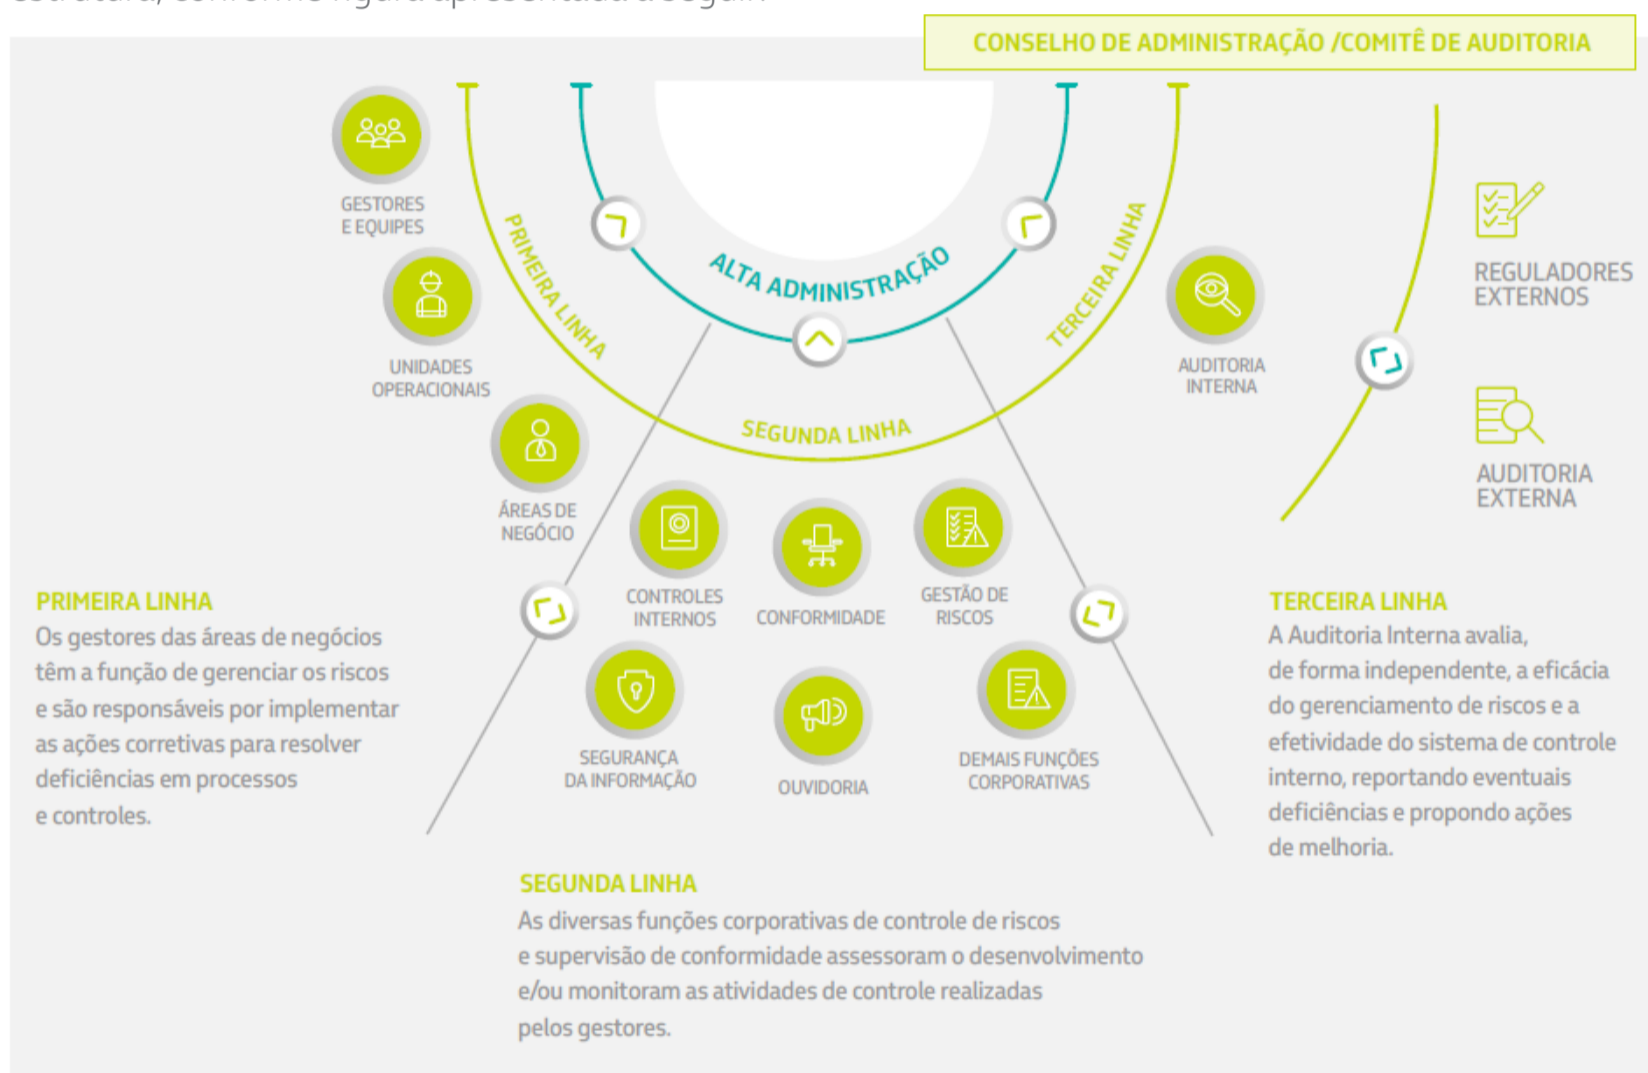 estrutura, conforme figura apresentada a seguir:
CONSELHO DE ADMINISTRAÇÃO /COMITÊ DE AUDITORIA
GESTORES
E EQUIPES
UNIDADES
OPERACIONAIS
ÁREAS DE
NEGÓCIO
PRIMEIRA LINHA
ALTA ADMINISTRAÇÃO
TERCEIRA LINHA
SEGUNDA LINHA
AUDITORIA
INTERNA
REGULADORES
EXTERNOS
AUDITORIA
EXTERNA
CONTROLES
INTERNOS
CONFORMIDADE
GESTÃO DE
RISCOS
SEGURANÇA
DA INFORMAÇÃO
OUVIDORIA
DEMAIS FUNÇÕES
CORPORATIVAS
PRIMEIRA LINHA
Os gestores das áreas de negócios
têm a função de gerenciar os riscos
e são responsáveis por implementar
as ações corretivas para resolver
deficiências em processos
e controles.
SEGUNDA LINHA
As diversas funções corporativas de controle de riscos
e supervisão de conformidade assessoram o desenvolvimento
e/ou monitoram as atividades de controle realizadas
pelos gestores.
TERCEIRA LINHA
A Auditoria Interna avalia,
de forma independente, a eficácia
do gerenciamento de riscos e a
efetividade do sistema de controle
interno, reportando eventuais
deficiências e propondo ações
de melhoria.